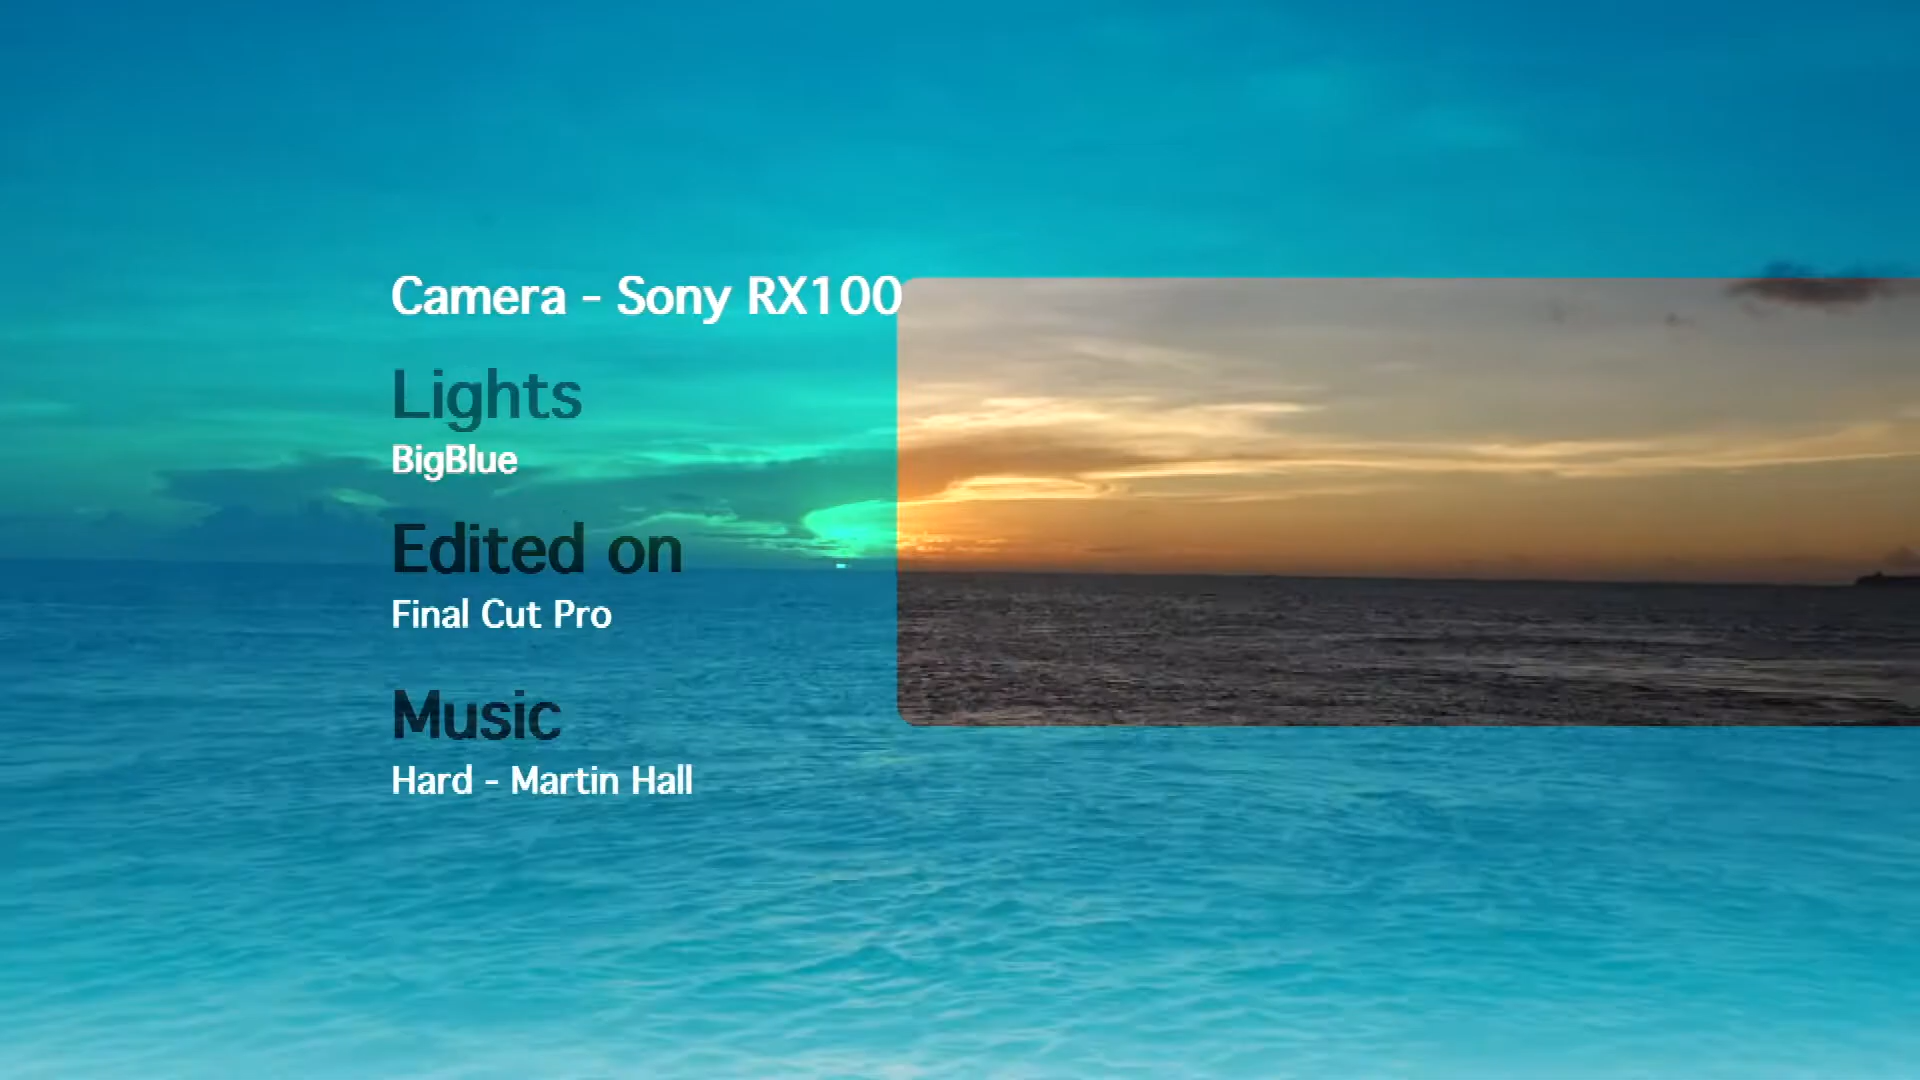 Camera - Sony RX100
Lights
BigBlue
Edited on
Final Cut Pro
Music
Hard - Martin Hall